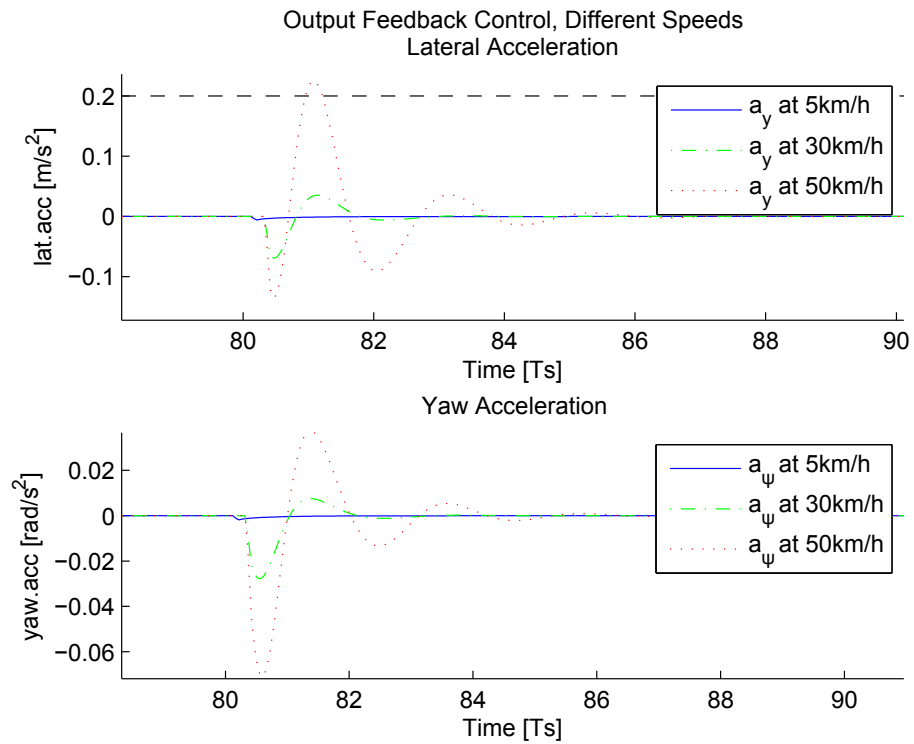 Output Feedback Control, Different Speeds
Lateral Acceleration
0.2
0.1
0
−0.1
lat.acc [m/s²]
a_y at 5km/h
a_y at 30km/h
a_y at 50km/h
80 82 84 86 88 90
Time [Ts]
Yaw Acceleration
0.02
0
−0.02
−0.04
−0.06
yaw.acc [rad/s²]
a_ψ at 5km/h
a_ψ at 30km/h
a_ψ at 50km/h
80 82 84 86 88 90
Time [Ts]